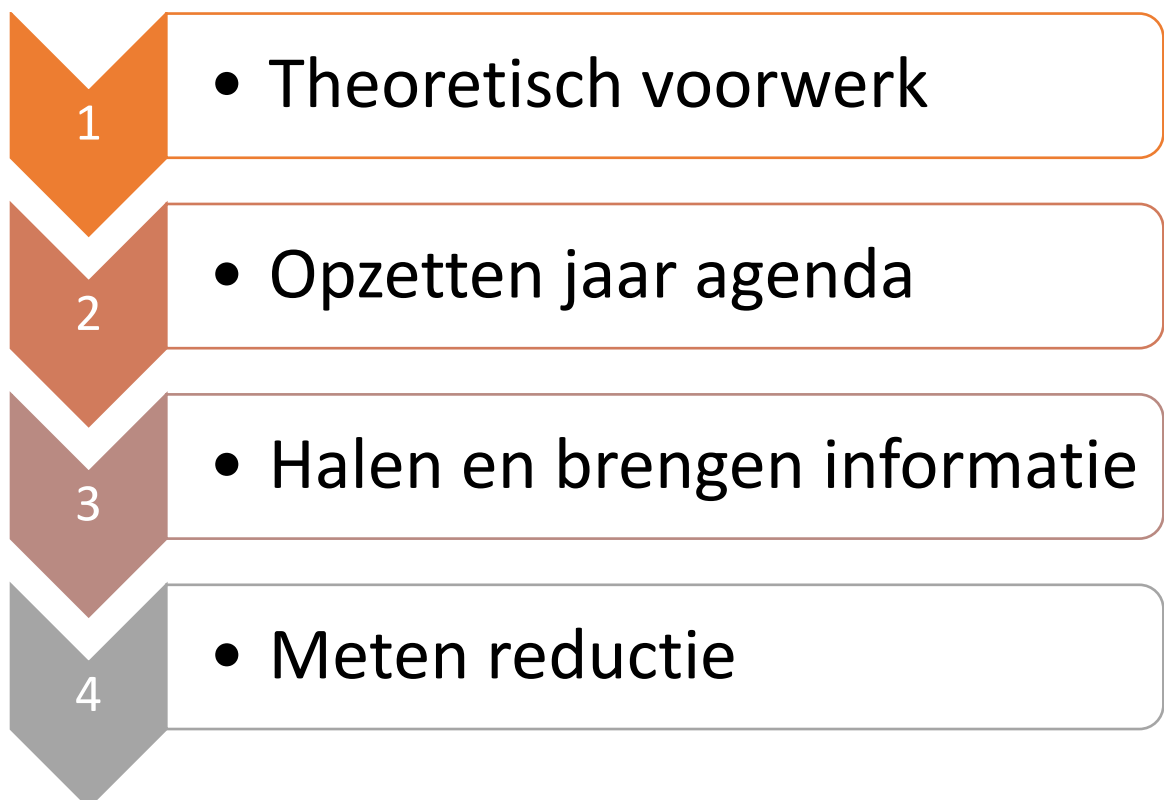 1
• Theoretisch voorwerk
2
• Opzetten jaar agenda
3
• Halen en brengen informatie
4
• Meten reductie